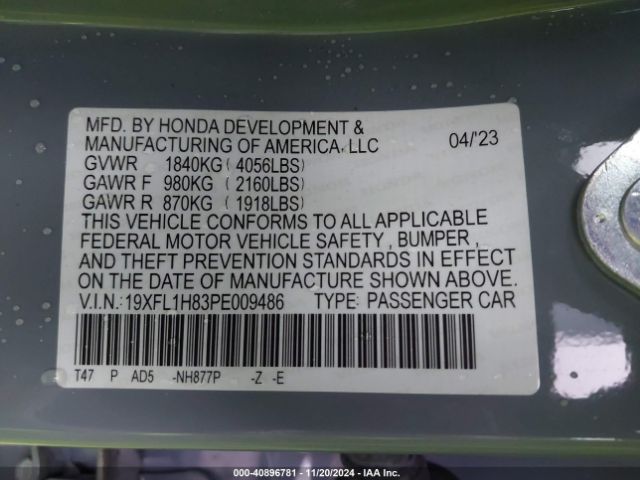 MFD. BY HONDA DEVELOPMENT &
MANUFACTURING OF AMERICA, LLC 04/'23
GVWR 1840KG ( 4056LBS)
GAWR F 980KG ( 2160LBS)
GAWR R 870KG ( 1918LBS)
THIS VEHICLE CONFORMS TO ALL APPLICABLE
FEDERAL MOTOR VEHICLE SAFETY , BUMPER ,
AND THEFT PREVENTION STANDARDS IN EFFECT
ON THE DATE OF MANUFACTURE SHOWN ABOVE.
V.I.N.:19XFL1H83PE009486 TYPE: PASSENGER CAR
T47 P AD5 -NH877P -Z -E
000-40896781 - 11/20/2024 - IAA Inc.